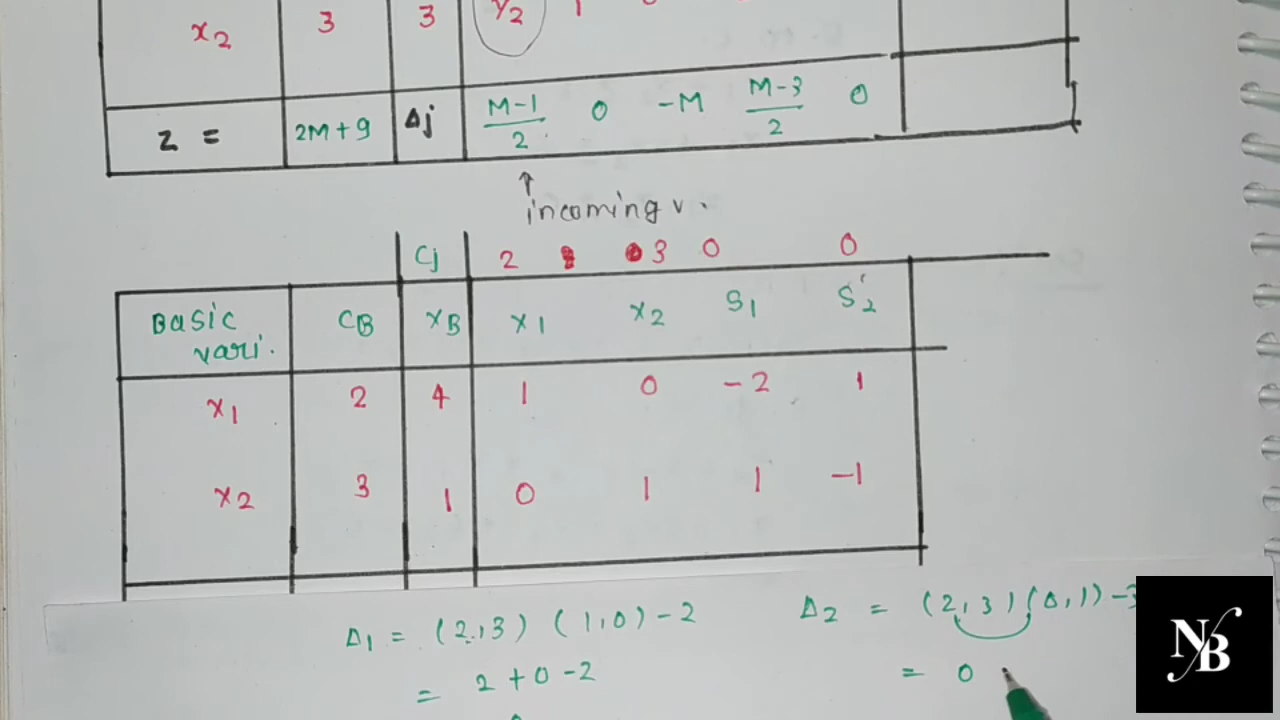 x2 3 3 1/2 1
Z = 2M+9 Δj M-1/2 0 -M M-3/2 0
↑
incoming v.
Cj 2 3 0 0
Basic vari. CB XB X1 X2 S1 S2
X1 2 4 1 0 -2 1
X2 3 1 0 1 1 -1
Δ1 = (2,3) (1,0) - 2
= 2+0-2
Δ2 = (2,3) (0,1) - 3
= 0
NB